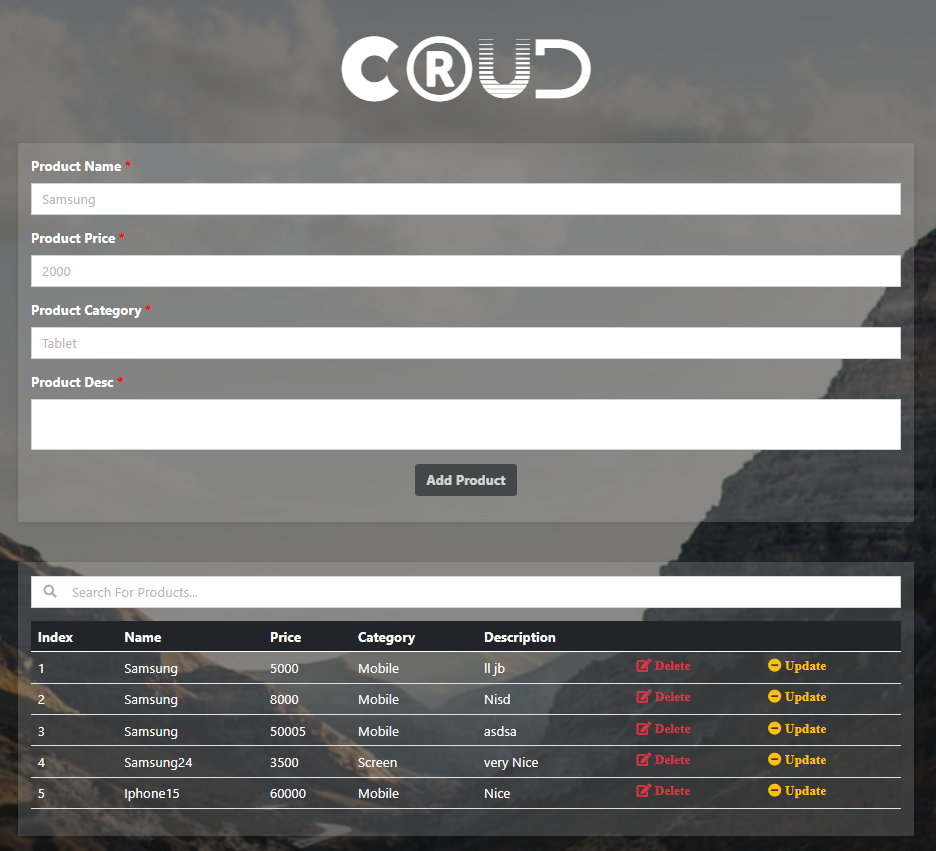 CRUD
Product Name *
Samsung
Product Price *
2000
Product Category *
Tablet
Product Desc *
Add Product
Search For Products...
Index Name Price Category Description
1 Samsung 5000 Mobile ll jb Delete Update
2 Samsung 8000 Mobile Nisd Delete Update
3 Samsung 50005 Mobile asdsa Delete Update
4 Samsung24 3500 Screen very Nice Delete Update
5 Iphone15 60000 Mobile Nice Delete Update